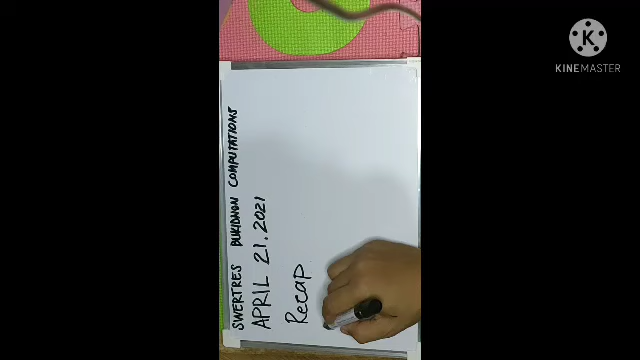 SWERTRES BUKIDNON COMPUTATIONS
APRIL 21, 2021
Recap
KINEMASTER